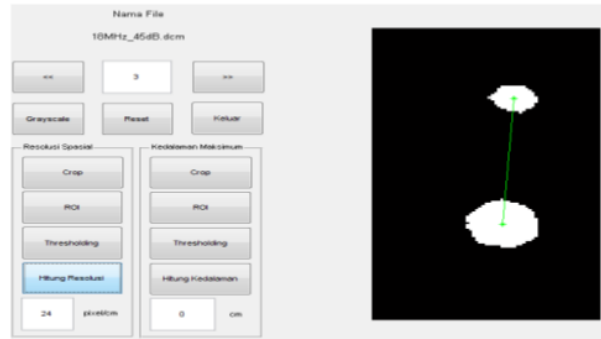 Nama File
18MHz_45dB.dcm
<< 3 >>
Grayscale Reset Keluar
Resolusi Spasial
Crop
ROI
Thresholding
Hitung Resolusi
24 pixel/cm
Kedalaman Maksimum
Crop
ROI
Thresholding
Hitung Kedalaman
0 cm